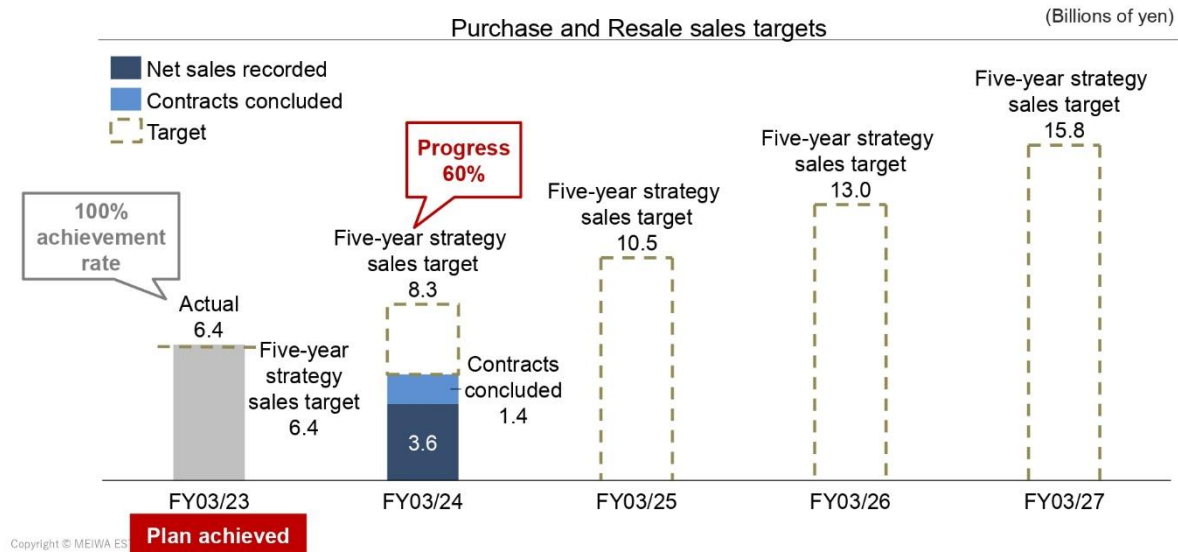 (Billions of yen)
Purchase and Resale sales targets
Net sales recorded
Contracts concluded
Target
100%
achievement
rate
Actual
6.4
Five-year
strategy
sales target
6.4
Progress
60%
Five-year strategy
sales target
8.3
Contracts
concluded
1.4
3.6
Five-year strategy
sales target
10.5
Five-year strategy
sales target
13.0
Five-year strategy
sales target
15.8
FY03/23
FY03/24
FY03/25
FY03/26
FY03/27
Plan achieved
Copyright © MEIWA